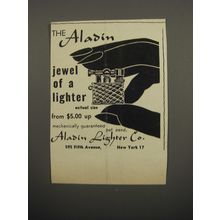 THE Aladin
jewel
of a
lighter
actual size
from $5.00 up
mechanically guaranteed
Aladin Lighter Co.
595 Fifth Avenue, New York 17